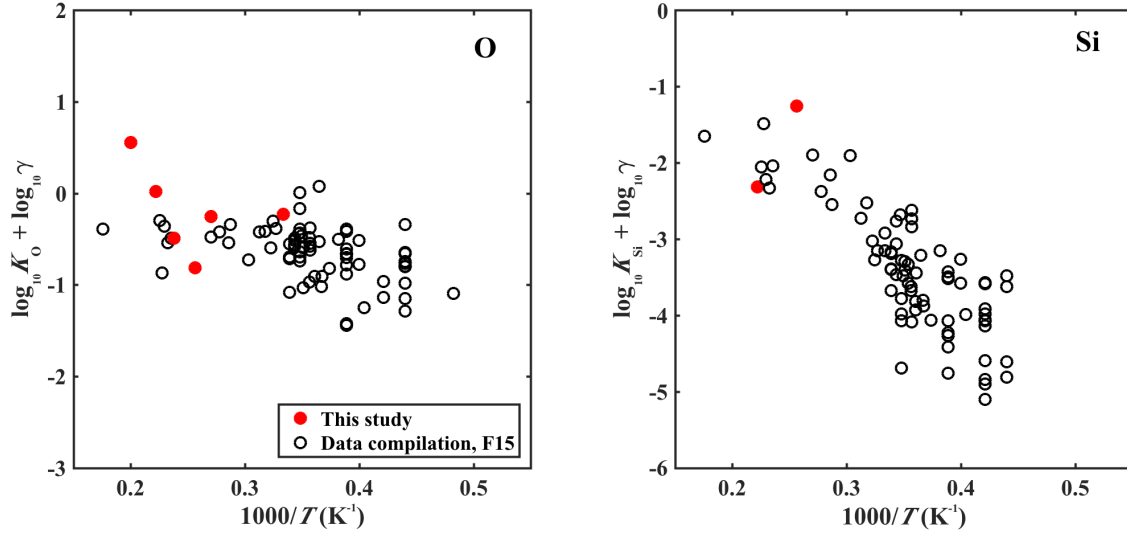 2
1
0
-1
-2
-3
0.2
0.3
0.4
0.5
log₁₀ K_O + log₁₀ γ
1000/T (K⁻¹)
O
This study
Data compilation, F15
0
-1
-2
-3
-4
-5
-6
0.2
0.3
0.4
0.5
log₁₀ K_Si + log₁₀ γ
1000/T (K⁻¹)
Si